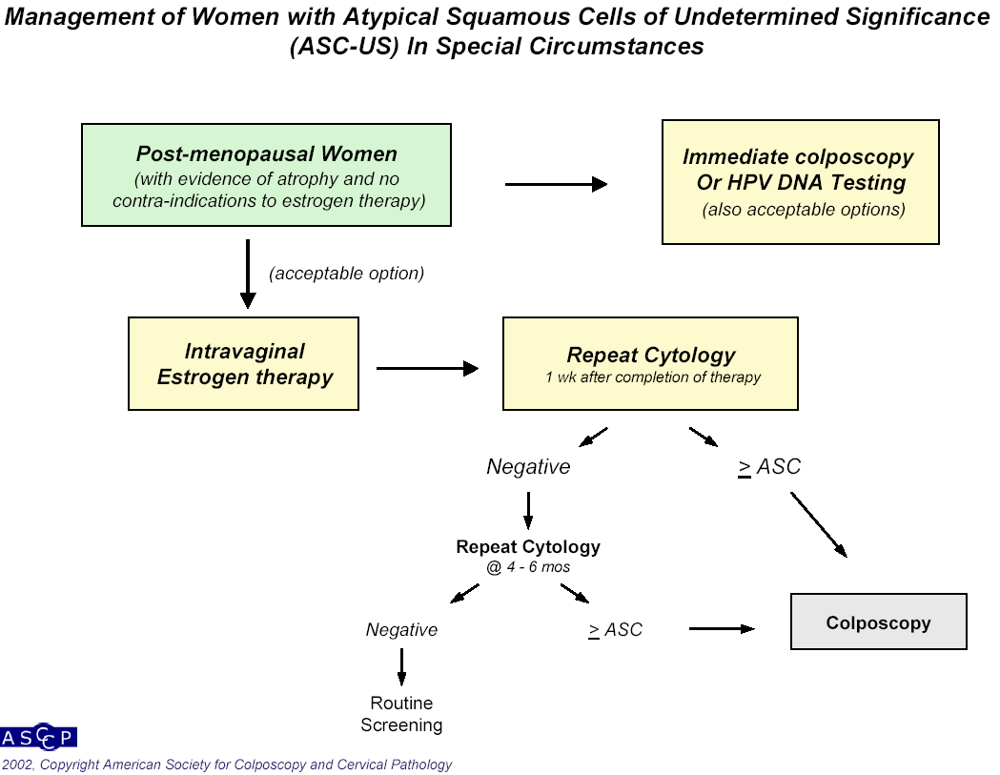 Management of Women with Atypical Squamous Cells of Undetermined Significance
(ASC-US) In Special Circumstances
Post-menopausal Women
(with evidence of atrophy and no
contra-indications to estrogen therapy)
Immediate colposcopy
Or HPV DNA Testing
(also acceptable options)
(acceptable option)
Intravaginal
Estrogen therapy
Repeat Cytology
1 wk after completion of therapy
Negative
≥ ASC
Repeat Cytology
@ 4 - 6 mos
Negative
≥ ASC
Colposcopy
Routine
Screening
ASCCP
2002, Copyright American Society for Colposcopy and Cervical Pathology